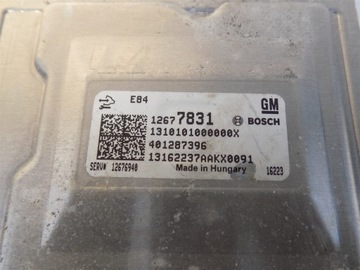 E84
GM
12677831
BOSCH
1310101000000X
401287396
13162237AAKX0091
Made in Hungary
SERV# 12676940
16223